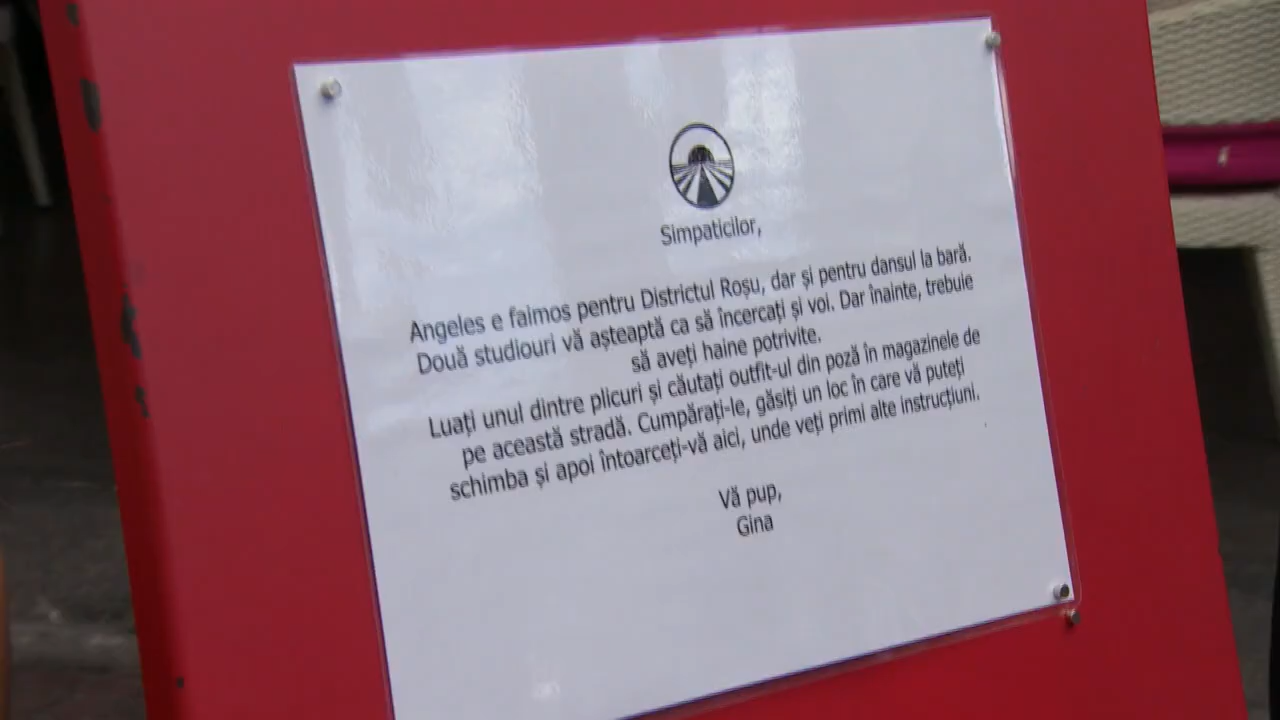 Simpaticilor,
Angeles e faimos pentru Districtul Roșu, dar și pentru dansul la bară.
Două studiouri vă așteaptă ca să încercați și voi. Dar înainte, trebuie
să aveți haine potrivite.
Luați unul dintre plicuri și căutați outfit-ul din poză în magazinele de
pe această stradă. Cumpărați-le, găsiți un loc în care vă puteți
schimba și apoi întoarceți-vă aici, unde veți primi alte instrucțiuni.
Vă pup,
Gina